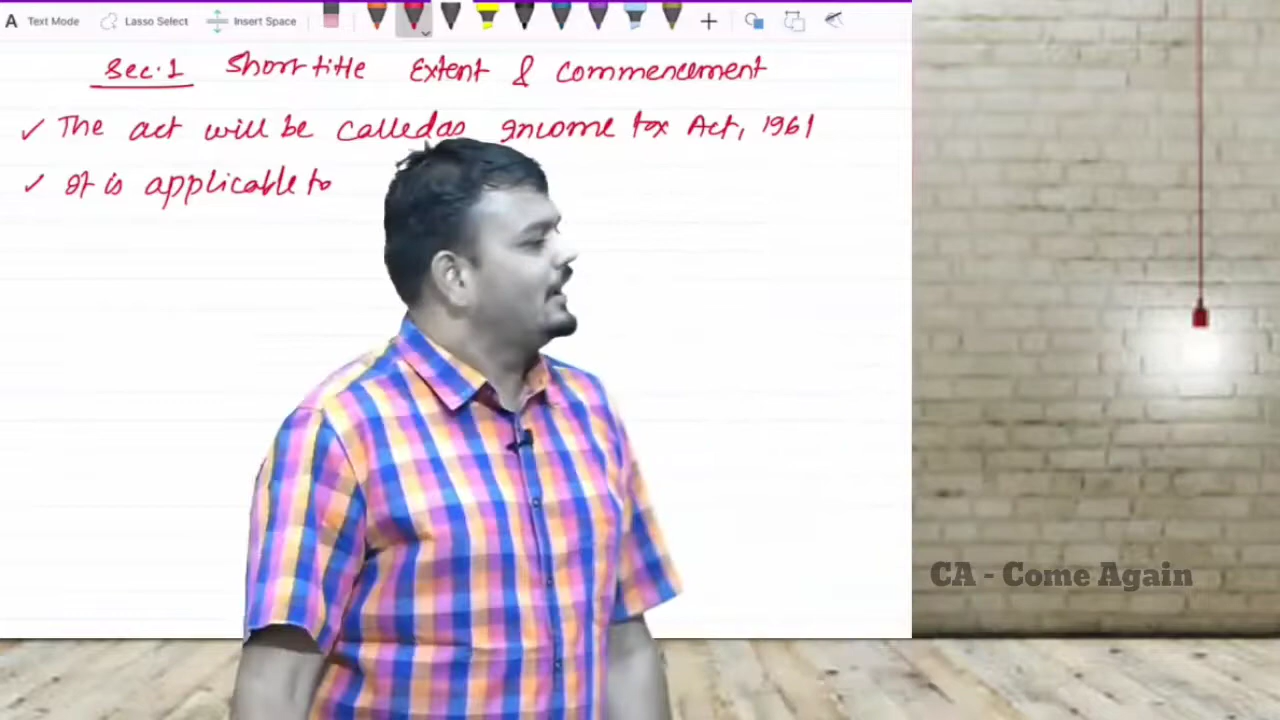 A Text Mode Lasso Select Insert Space
Sec.1 Short title Extent & Commencement
✓ The act will be called as Income tax Act, 1961
✓ It is applicable to
CA - Come Again